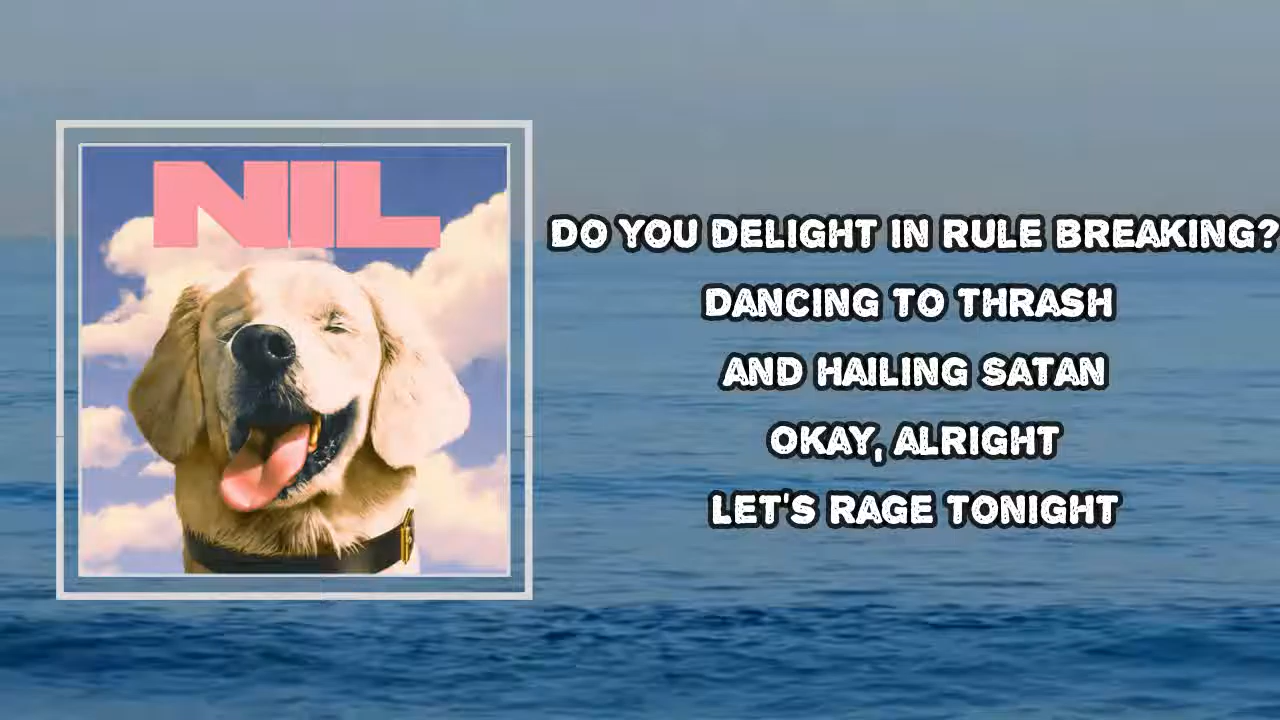 NIL
DO YOU DELIGHT IN RULE BREAKING?
DANCING TO THRASH
AND HAILING SATAN
OKAY, ALRIGHT
LET'S RAGE TONIGHT